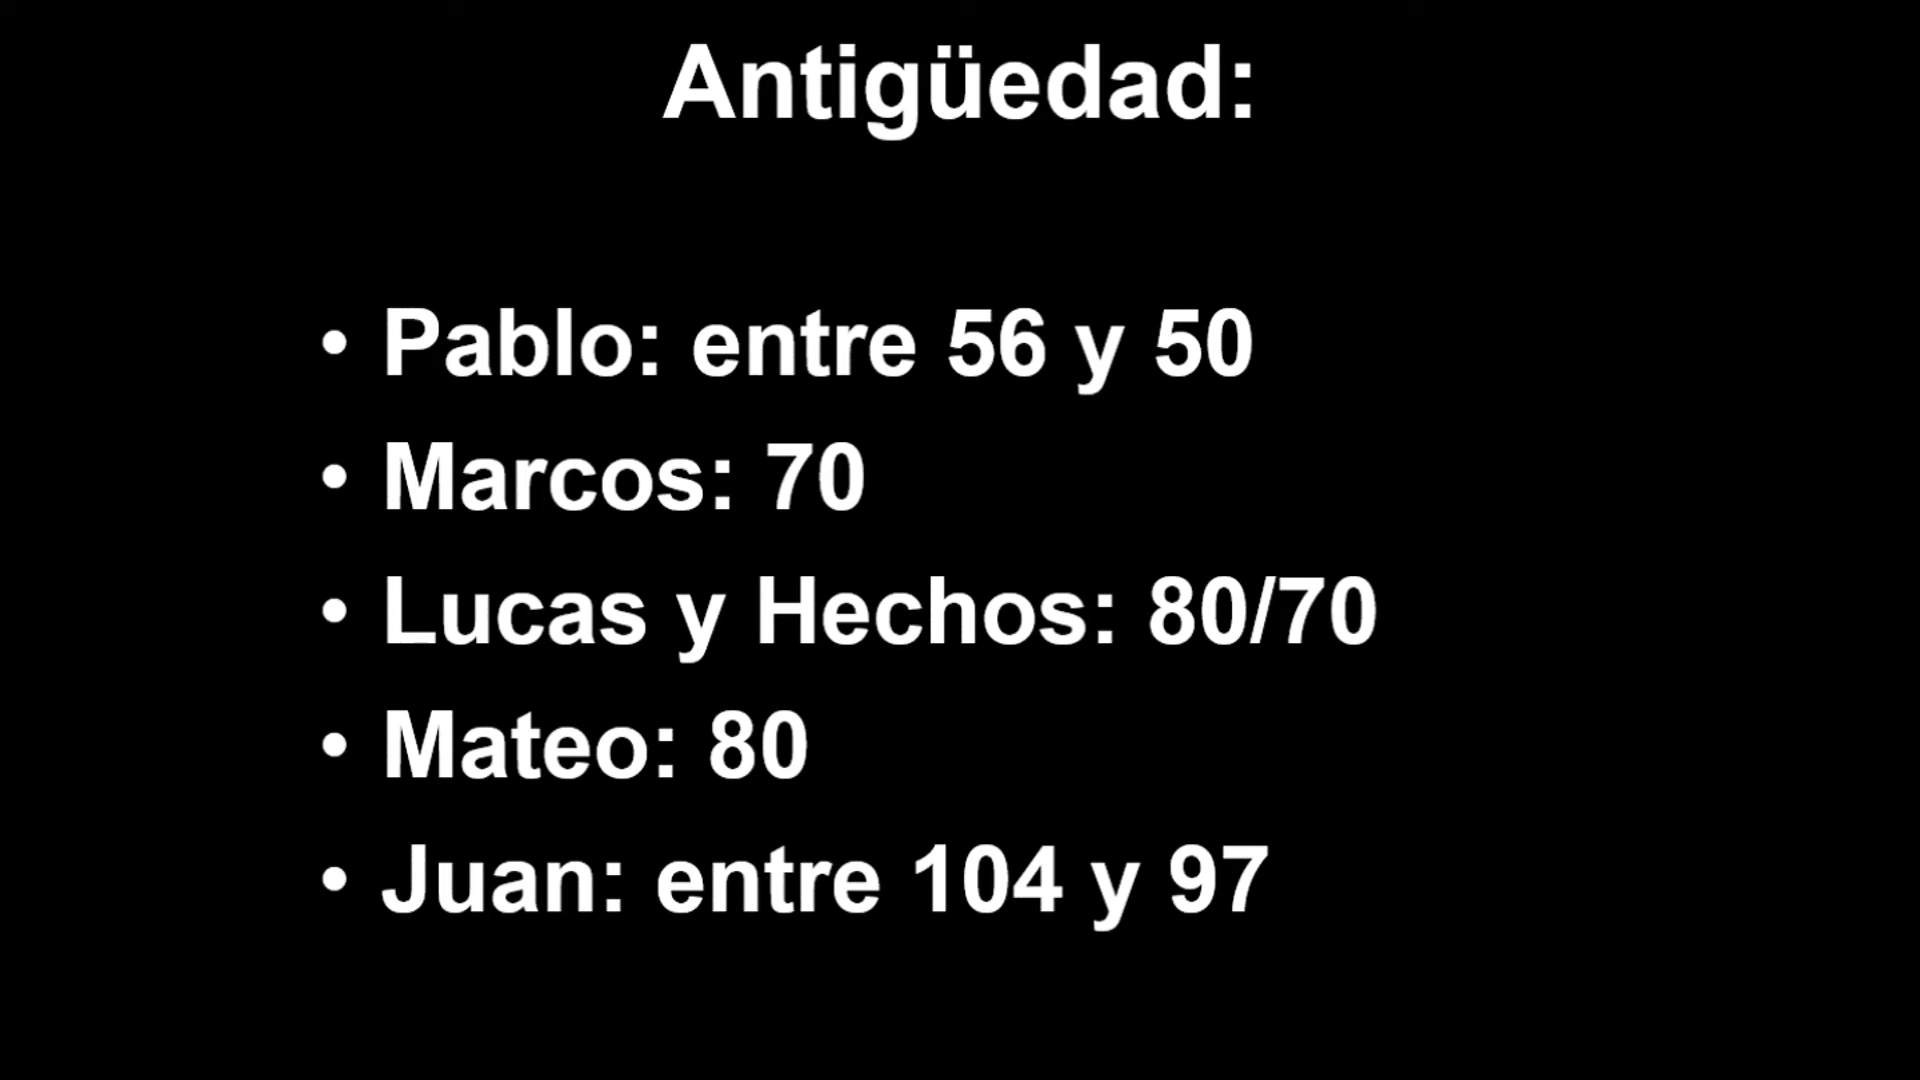 Antigüedad:
• Pablo: entre 56 y 50
• Marcos: 70
• Lucas y Hechos: 80/70
• Mateo: 80
• Juan: entre 104 y 97